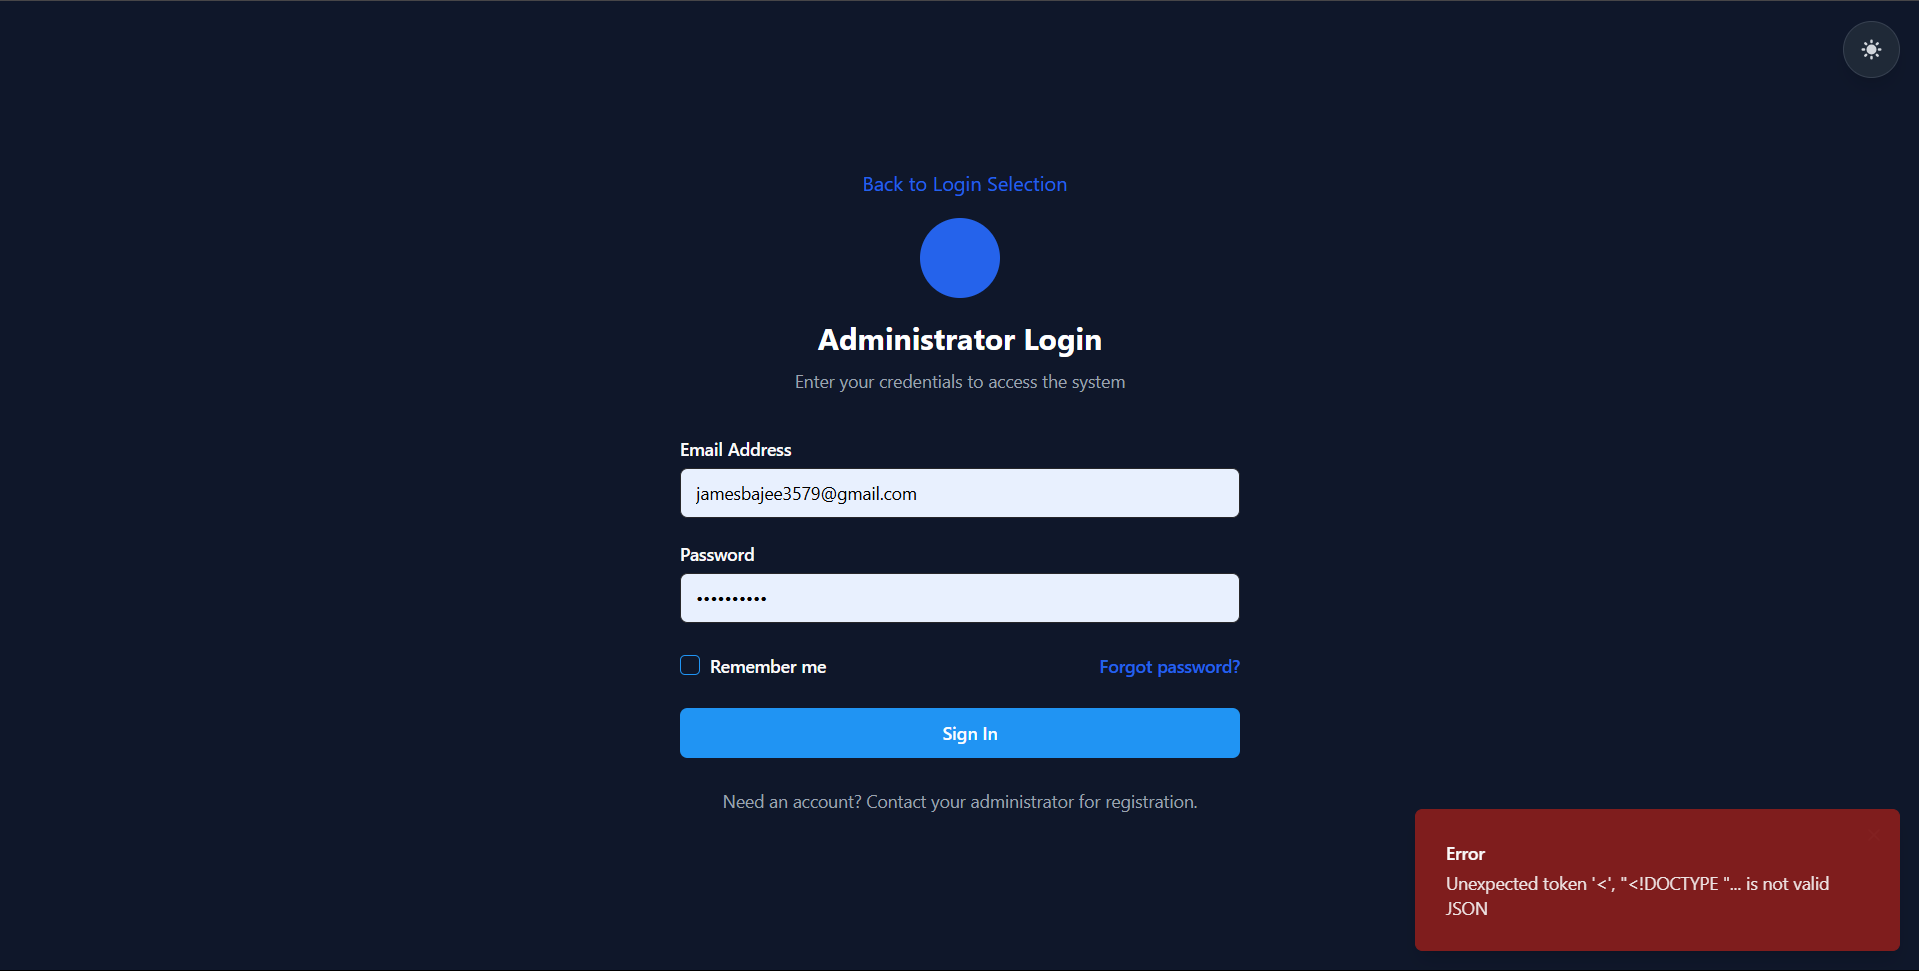 Back to Login Selection
Administrator Login
Enter your credentials to access the system
Email Address
jamesbajee3579@gmail.com
Password
••••••••••
Remember me
Forgot password?
Sign In
Need an account? Contact your administrator for registration.
Error
Unexpected token '<', "<!DOCTYPE "... is not valid
JSON